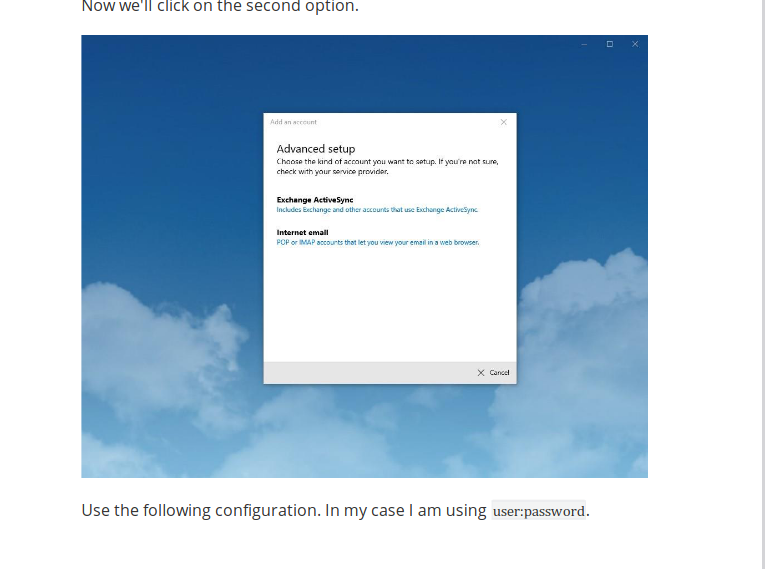 Now we'll click on the second option.
Add an account
Advanced setup
Choose the kind of account you want to setup. If you're not sure,
check with your service provider.
Exchange ActiveSync
Includes Exchange and other accounts that use Exchange ActiveSync.
Internet email
POP or IMAP accounts that let you view your email in a web browser.
Cancel
Use the following configuration. In my case I am using user:password.